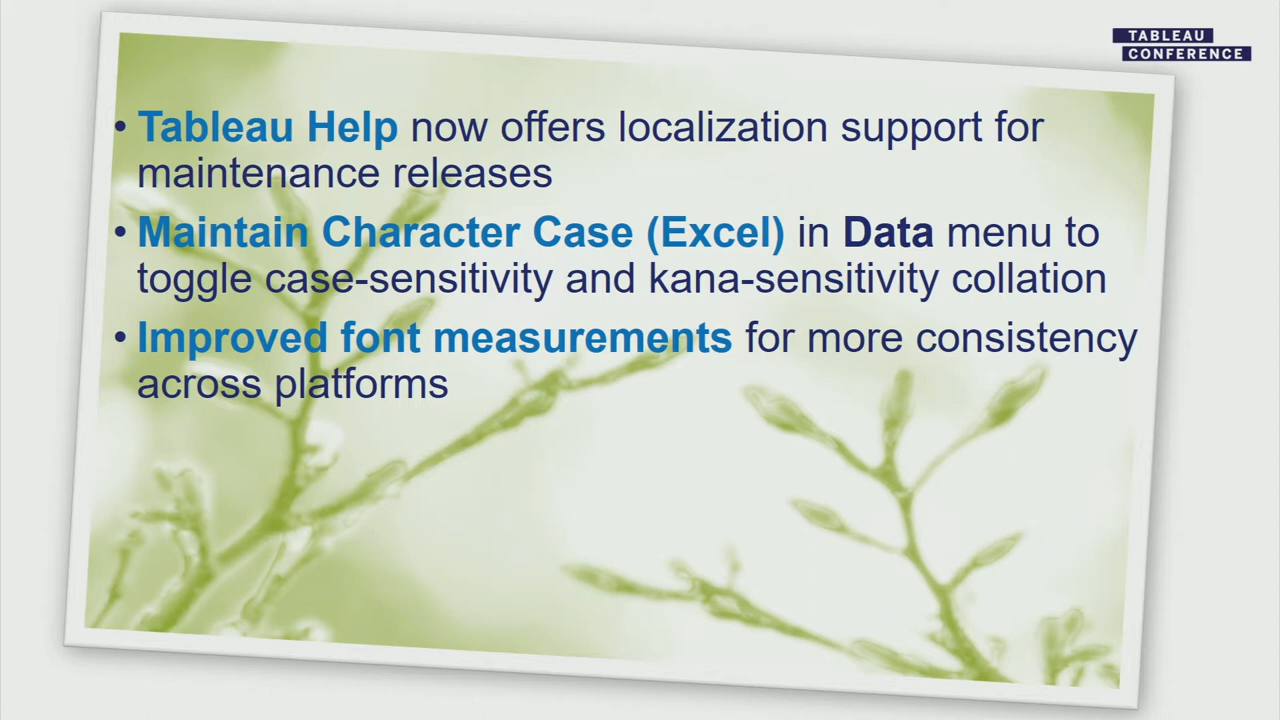 TABLEAU
CONFERENCE
• Tableau Help now offers localization support for
maintenance releases
• Maintain Character Case (Excel) in Data menu to
toggle case-sensitivity and kana-sensitivity collation
• Improved font measurements for more consistency
across platforms